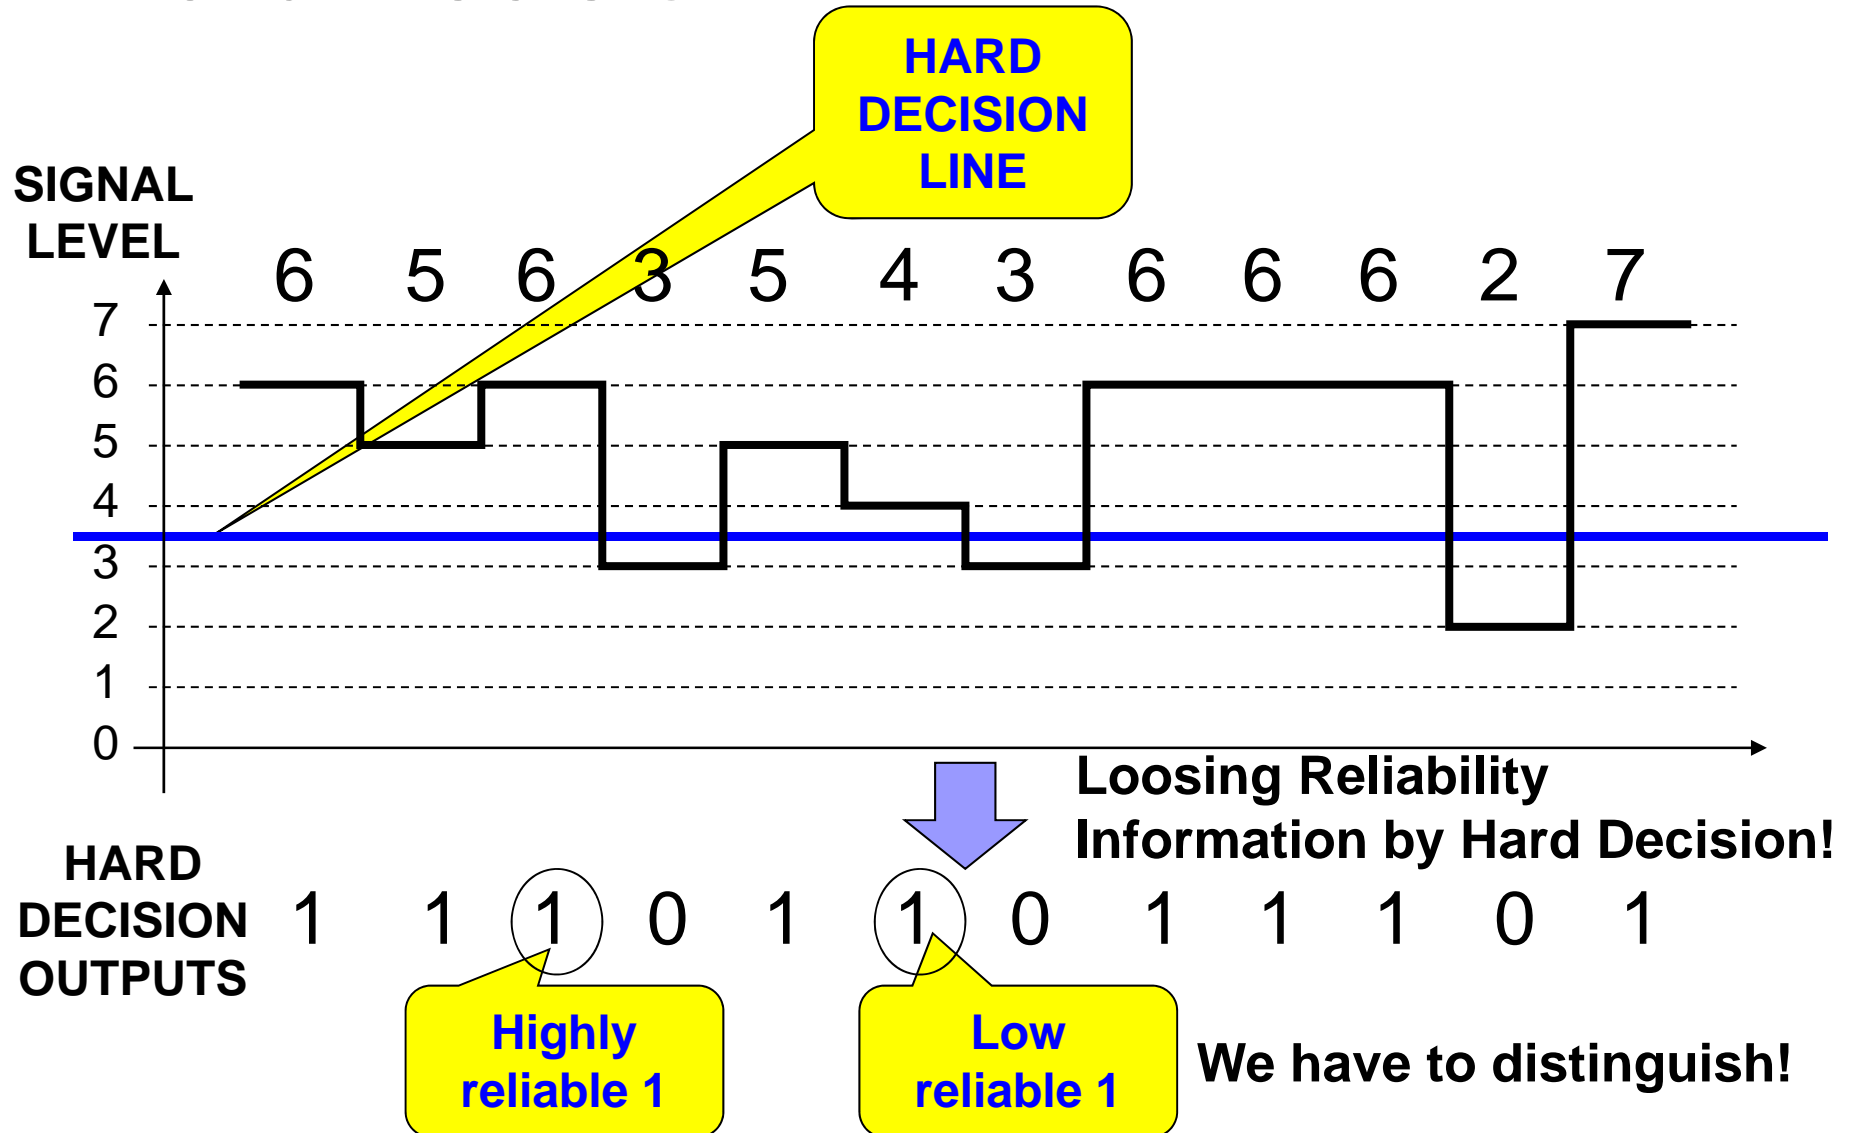 HARD
DECISION
LINE
SIGNAL
LEVEL
6 5 6 3 5 4 3 6 6 6 2 7
7
6
5
4
3
2
1
0
Loosing Reliability
Information by Hard Decision!
HARD
DECISION
OUTPUTS
1 1 1 0 1 1 0 1 1 1 0 1
Highly
reliable 1
Low
reliable 1
We have to distinguish!